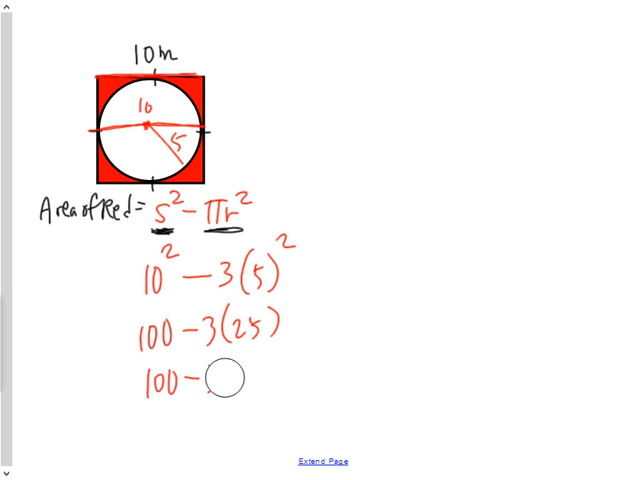 10m
10
5
Area of Red = s² - πr²
10² - 3(5)²
100 - 3(25)
100 -
Extend Page